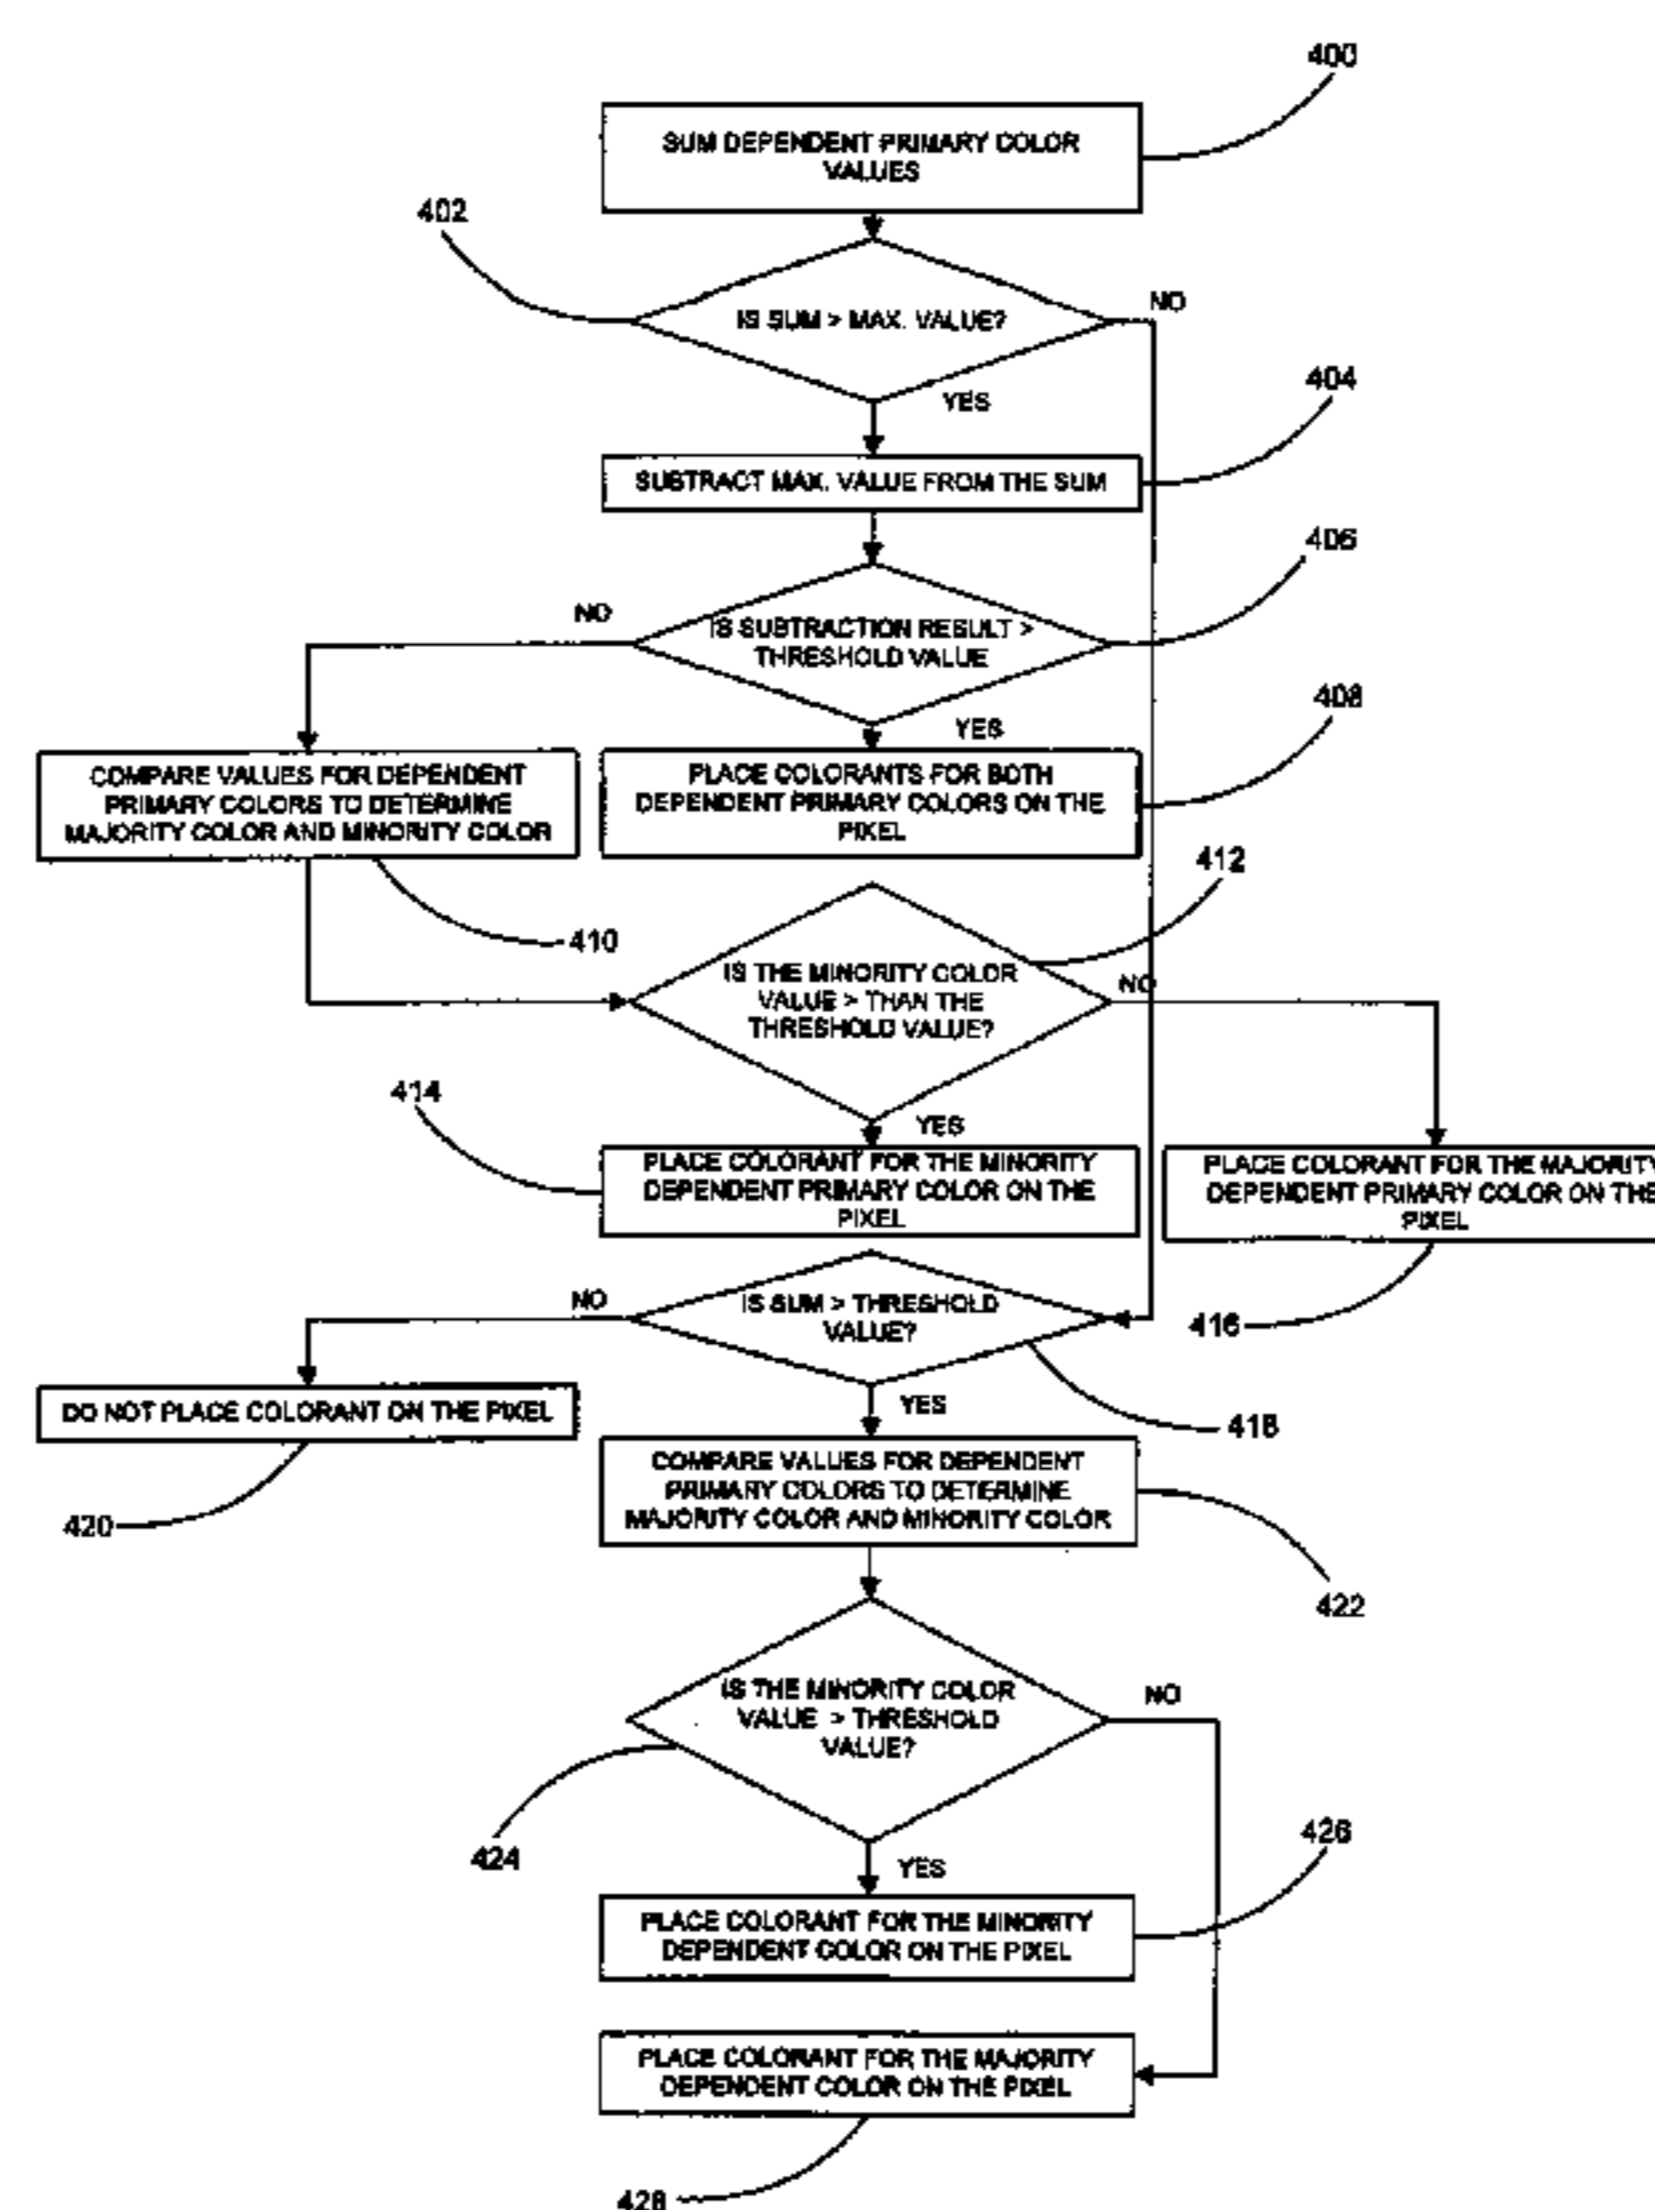 400
SUM DEPENDENT PRIMARY COLOR
VALUES
402
IS SUM > MAX. VALUE?
NO
YES
404
SUBTRACT MAX. VALUE FROM THE SUM
406
NO
IS SUBTRACTION RESULT >
THRESHOLD VALUE
YES
408
COMPARE VALUES FOR DEPENDENT
PRIMARY COLORS TO DETERMINE
MAJORITY COLOR AND MINORITY COLOR
PLACE COLORANTS FOR BOTH
DEPENDENT PRIMARY COLORS ON THE
PIXEL
412
410
IS THE MINORITY COLOR
VALUE > THAN THE
THRESHOLD VALUE?
NO
414
YES
PLACE COLORANT FOR THE MINORITY
DEPENDENT PRIMARY COLOR ON THE
PIXEL
PLACE COLORANT FOR THE MAJORITY
DEPENDENT PRIMARY COLOR ON THE
PIXEL
416
NO
IS SUM > THRESHOLD
VALUE?
YES
418
DO NOT PLACE COLORANT ON THE PIXEL
420
COMPARE VALUES FOR DEPENDENT
PRIMARY COLORS TO DETERMINE
MAJORITY COLOR AND MINORITY COLOR
422
IS THE MINORITY COLOR
VALUE > THRESHOLD
VALUE?
NO
424
YES
426
PLACE COLORANT FOR THE MINORITY
DEPENDENT COLOR ON THE PIXEL
PLACE COLORANT FOR THE MAJORITY
DEPENDENT COLOR ON THE PIXEL
428